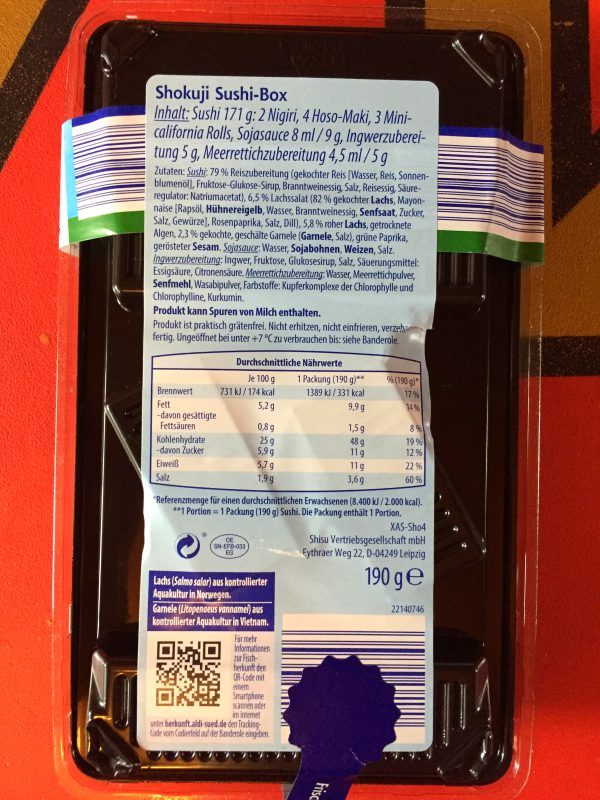 Shokuji Sushi-Box
Inhalt: Sushi 171 g: 2 Nigiri, 4 Hoso-Maki, 3 Mini-
california Rolls, Sojasauce 8 ml / 9 g, Ingwerzuberei-
tung 5 g, Meerrettichzubereitung 4,5 ml / 5 g
Zutaten: Sushi: 79 % Reiszubereitung (gekochter Reis [Wasser, Reis, Sonnen-
blumenöl], Fruktose-Glukose-Sirup, Branntweinessig, Salz, Reisessig, Säure-
regulator: Natriumacetat), 6,5 % Lachssalat (82 % gekochter Lachs, Mayon-
naise [Rapsöl, Hühnereigelb, Wasser, Branntweinessig, Senfsaat, Zucker,
Salz, Gewürze], Rosenpaprika, Salz, Dill), 5,8 % roher Lachs, getrocknete
Algen, 2,3 % gekochte, geschälte Garnele (Garnele, Salz), grüne Paprika,
gerösteter Sesam. Sojasauce: Wasser, Sojabohnen, Weizen, Salz.
Ingwerzubereitung: Ingwer, Fruktose, Glukosesirup, Salz, Säuerungsmittel:
Essigsäure, Citronensäure. Meerrettichzubereitung: Wasser, Meerrettichpulver,
Senfmehl, Wasabipulver, Farbstoffe: Kupferkomplexe der Chlorophylle und
Chlorophylline, Kurkumin.
Produkt kann Spuren von Milch enthalten.
Produkt ist praktisch grätenfrei. Nicht erhitzen, nicht einfrieren, verzeh-
fertig. Ungeöffnet bei unter +7 °C zu verbrauchen bis: siehe Banderole.
Durchschnittliche Nährwerte
Je 100 g 1 Packung (190 g)** % (190 g)*
Brennwert 731 kJ / 174 kcal 1389 kJ / 331 kcal 17 %
Fett 5,2 g 9,9 g 14 %
-davon gesättigte
Fettsäuren 0,8 g 1,5 g 8 %
Kohlenhydrate 25 g 48 g 19 %
-davon Zucker 5,9 g 11 g 12 %
Eiweiß 5,7 g 11 g 22 %
Salz 1,9 g 3,6 g 60 %
*Referenzmenge für einen durchschnittlichen Erwachsenen (8.400 kJ / 2.000 kcal).
**1 Portion = 1 Packung (190 g) Sushi. Die Packung enthält 1 Portion.
XAS-Sho4
DE
SN-EFB-033
EG
Shisu Vertriebsgesellschaft mbH
Eythraer Weg 22, D-04249 Leipzig
190 g e
22140746
Lachs (Salmo salar) aus kontrollierter
Aquakultur in Norwegen.
Garnele (Litopenaeus vannamei) aus
kontrollierter Aquakultur in Vietnam.
Für mehr
Informationen
zur Fisch-
herkunft den
QR-Code mit
einem
Smartphone
scannen oder
im Internet
unter herkunft.aldi-sued.de den Tracking-
Code vom Codierfeld auf der Banderole eingeben.